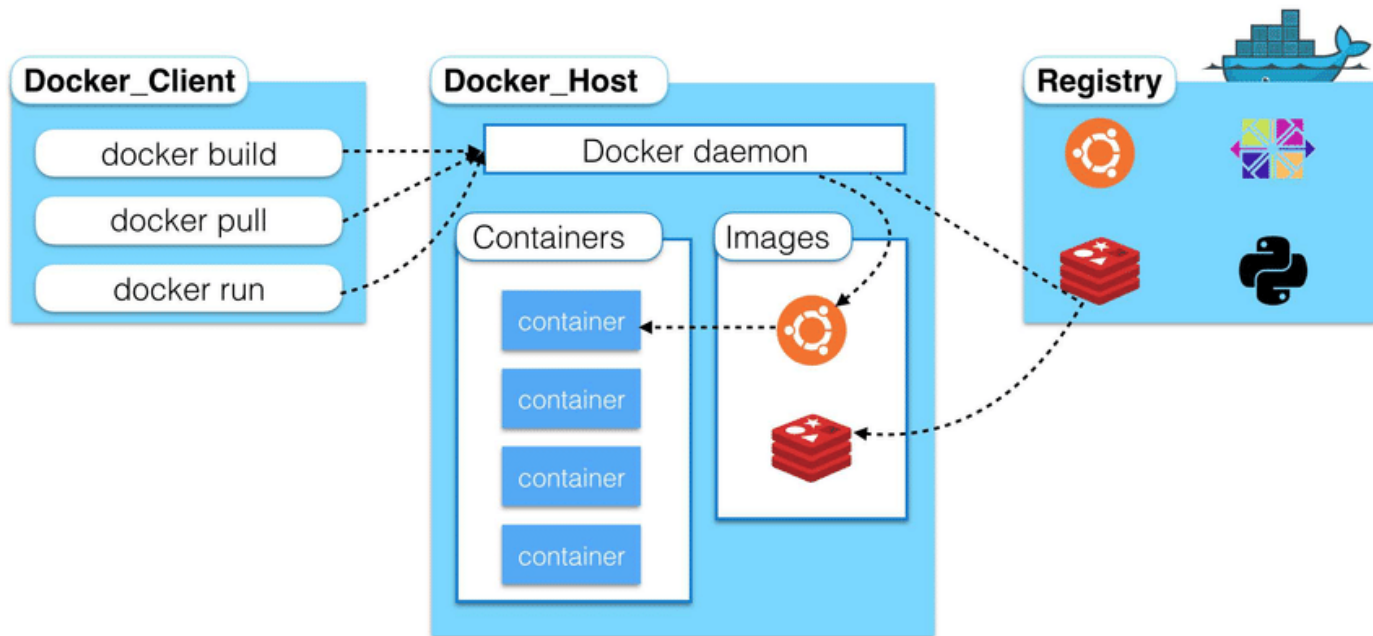 Docker_Client
docker build
docker pull
docker run
Docker_Host
Docker daemon
Containers
container
container
container
container
Images
Registry